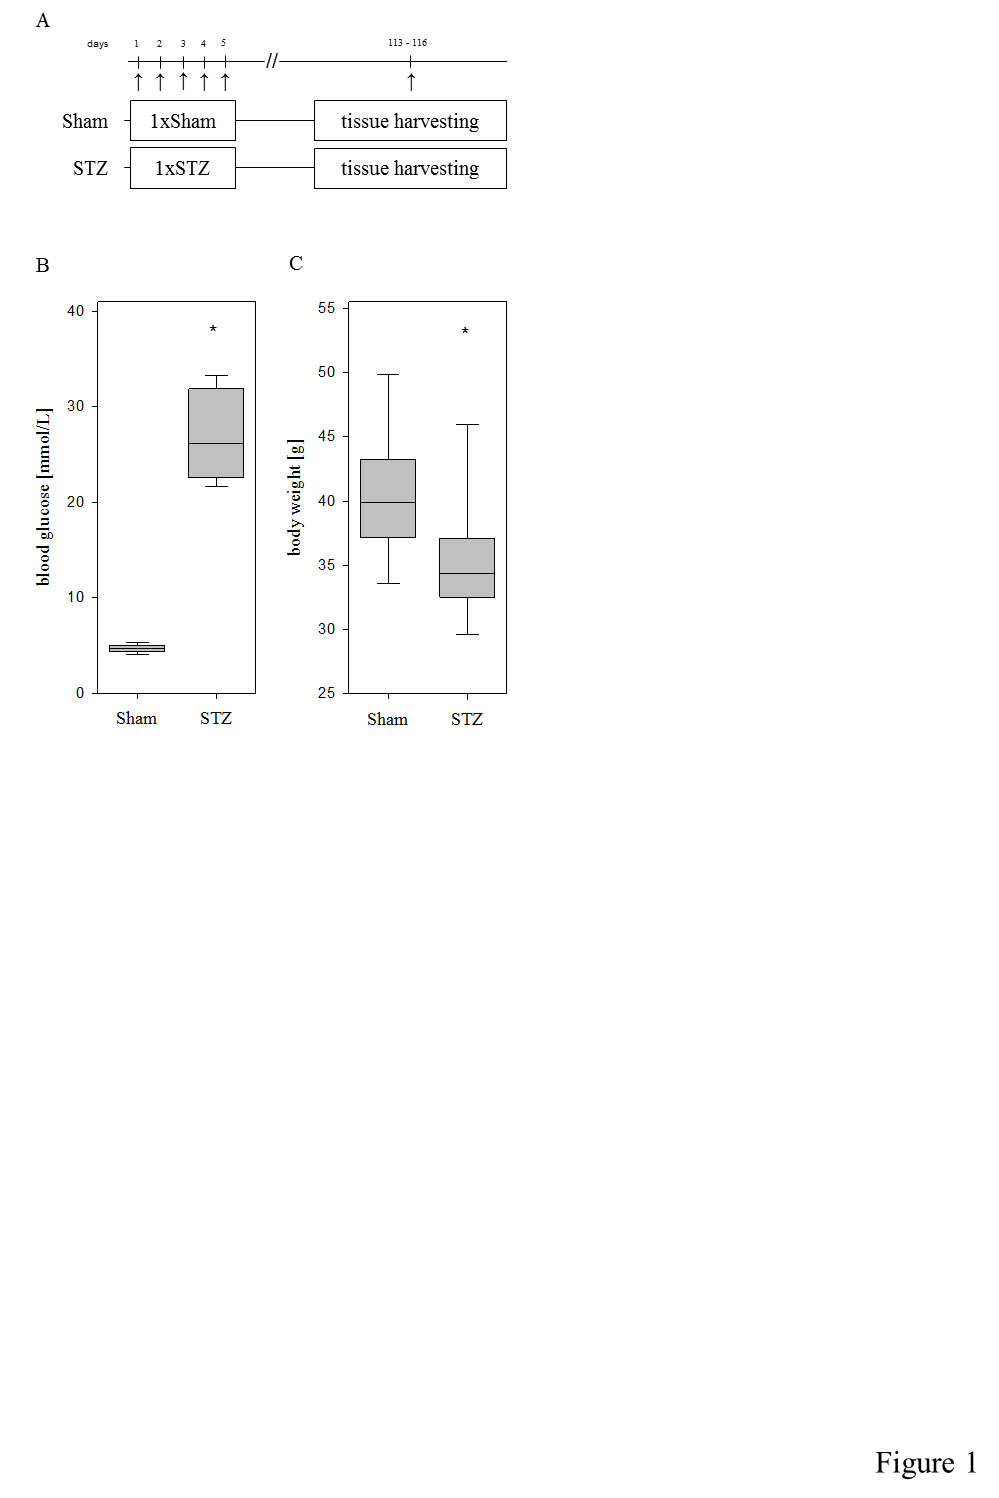 A
days 1 2 3 4 5 113 - 116
//
Sham 1xSham tissue harvesting
STZ 1xSTZ tissue harvesting
B
blood glucose [mmol/L]
40
30
20
10
0
*
Sham STZ
C
body weight [g]
55
50
45
40
35
30
25
*
Sham STZ
Figure 1